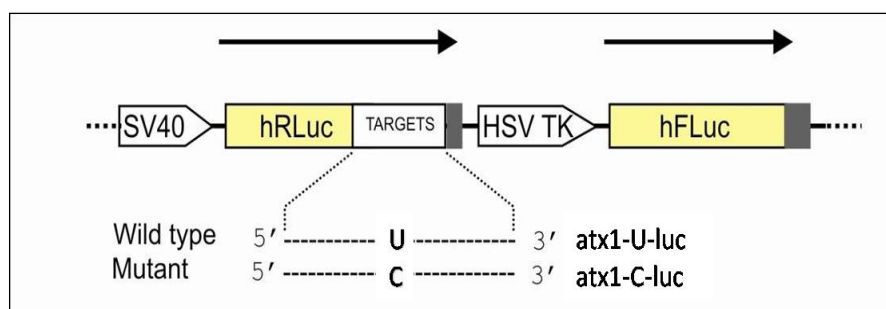 SV40 hRLuc TARGETS HSV TK hFLuc
Wild type 5' U 3' atx1-U-luc
Mutant 5' C 3' atx1-C-luc